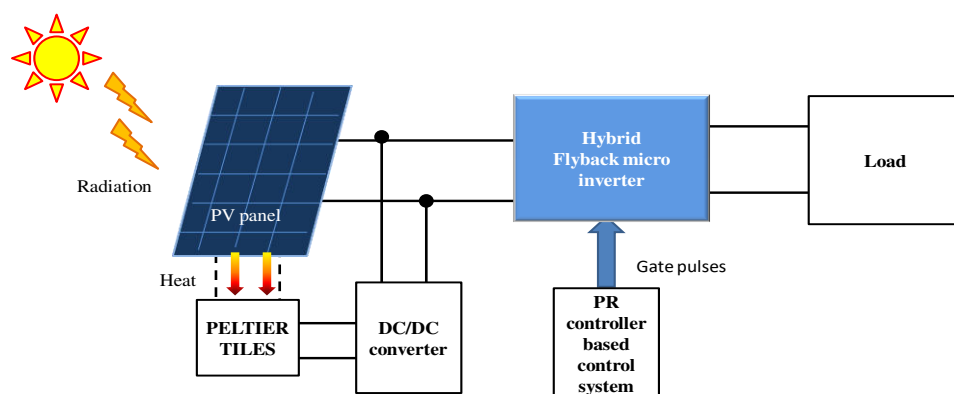 Radiation
PV panel
Heat
PELTIER
TILES
DC/DC
converter
Hybrid
Flyback micro
inverter
Gate pulses
PR
controller
based
control
system
Load